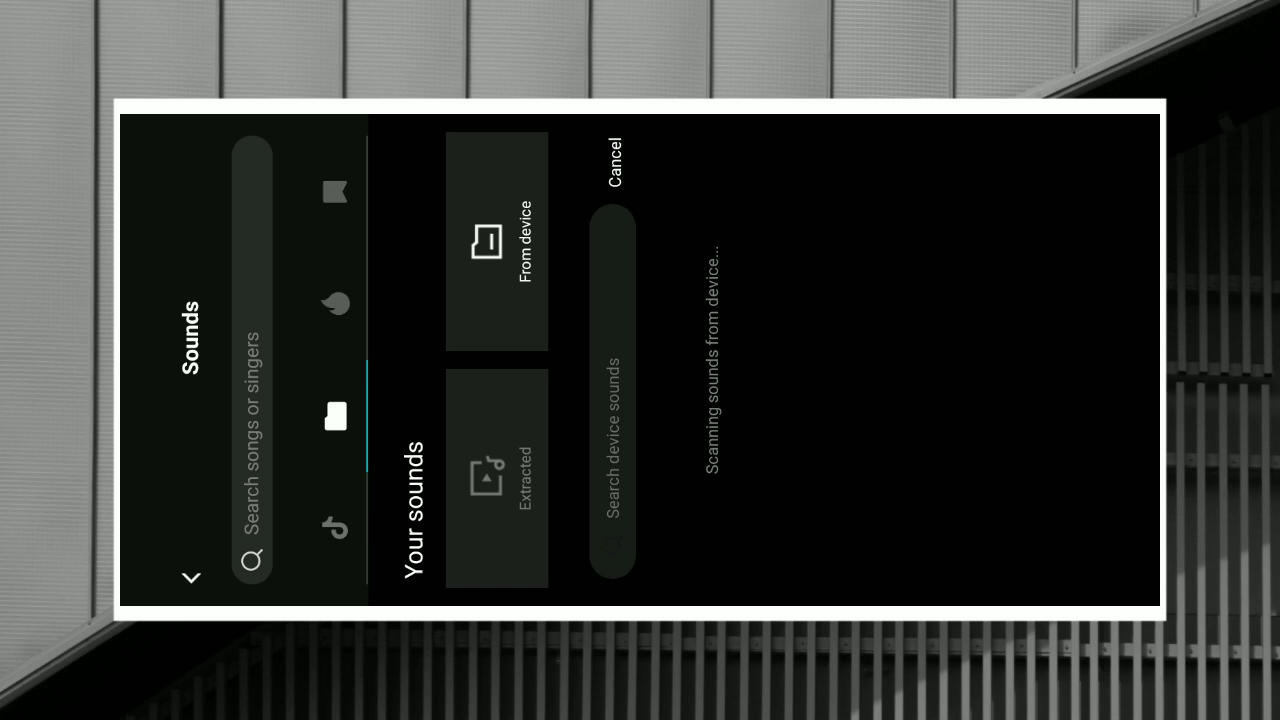 Sounds
Search songs or singers
Your sounds
Extracted
From device
Search device sounds
Cancel
Scanning sounds from device...